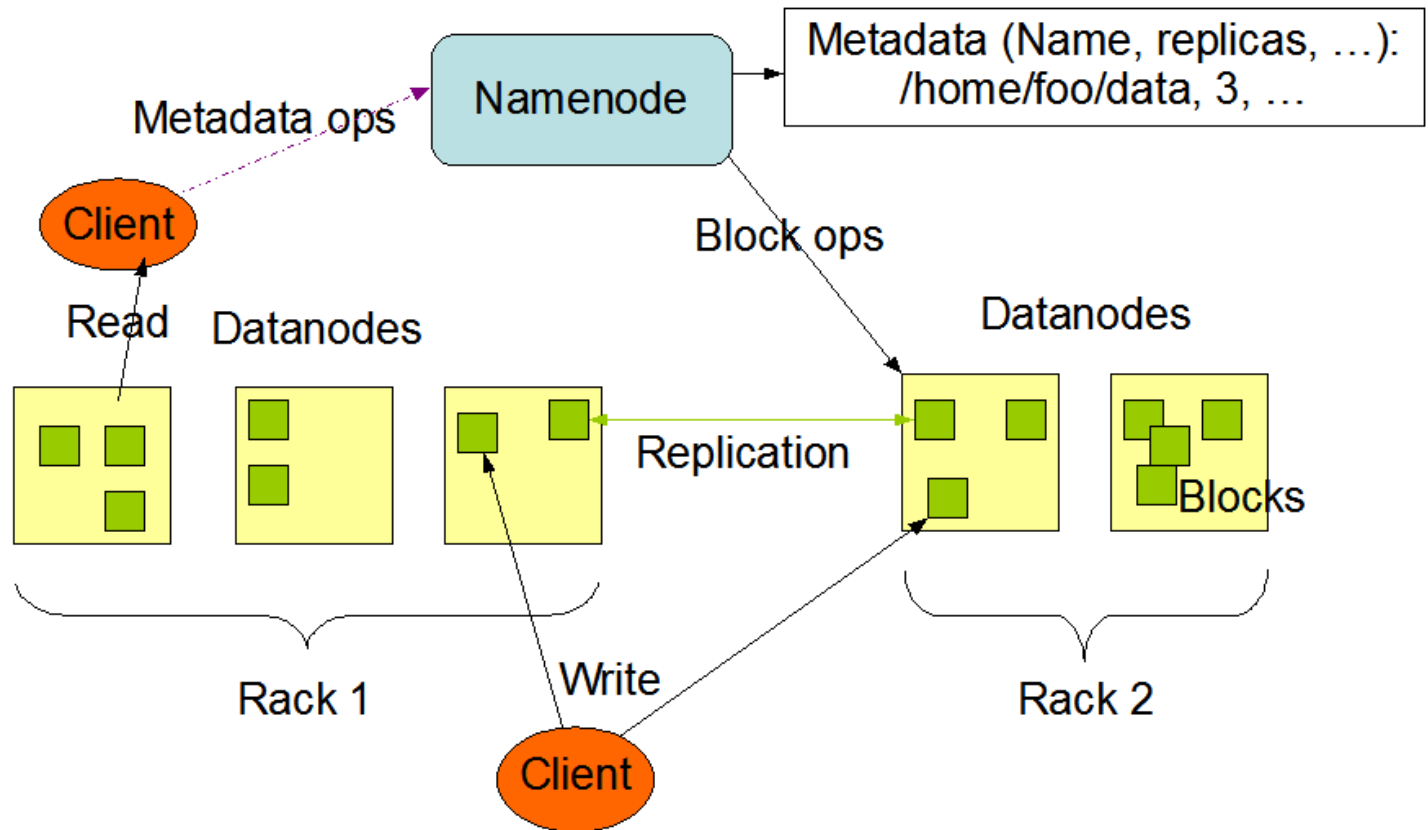 Metadata (Name, replicas, …):
/home/foo/data, 3, …
Namenode
Metadata ops
Client
Block ops
Read
Datanodes
Datanodes
Replication
Blocks
Rack 1
Write
Rack 2
Client